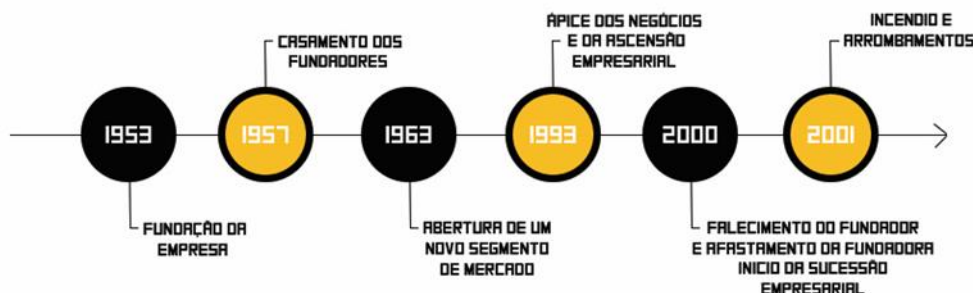 CASAMENTO DOS
FUNDADORES
ÁPICE DOS NEGÓCIOS
E DA ASCENSÃO
EMPRESARIAL
INCENDIO E
ARROMBAMENTOS
1953
1957
1963
1993
2000
2001
FUNDAÇÃO DA
EMPRESA
ABERTURA DE UM
NOVO SEGMENTO
DE MERCADO
FALECIMENTO DO FUNDADOR
E AFASTAMENTO DA FUNDADORA
INICIO DA SUCESSÃO
EMPRESARIAL